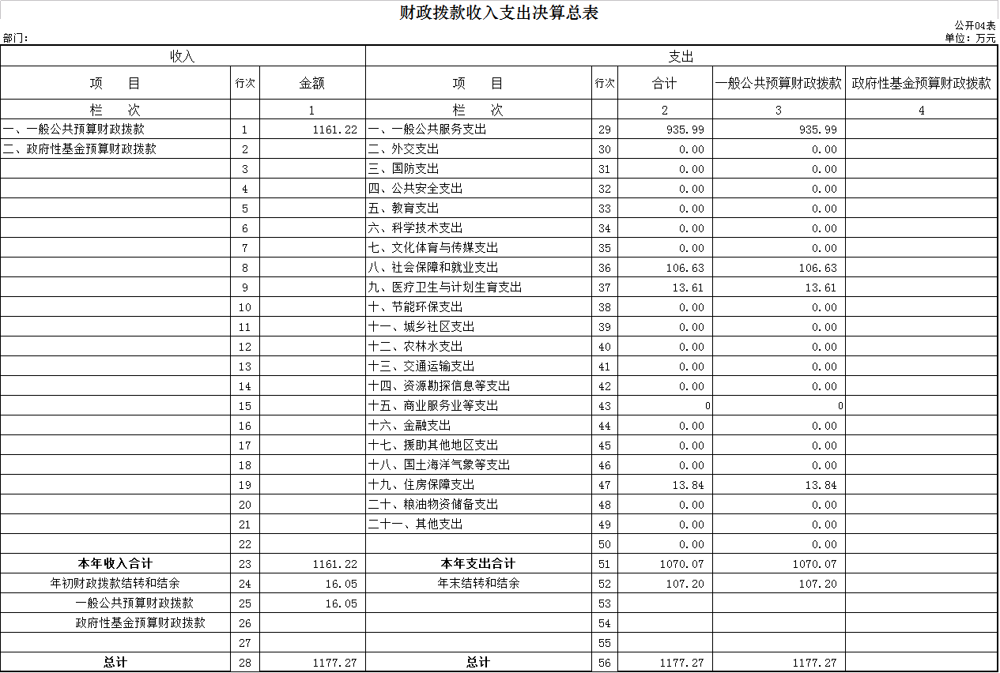 财政拨款收入支出决算总表
公开04表
部门： 单位：万元
收入 支出
项 目 行次 金额 项 目 行次 合计 一般公共预算财政拨款 政府性基金预算财政拨款
栏 次 1 栏 次 2 3 4
一、一般公共预算财政拨款 1 1161.22 一、一般公共服务支出 29 935.99 935.99
二、政府性基金预算财政拨款 2 二、外交支出 30 0.00 0.00
3 三、国防支出 31 0.00 0.00
4 四、公共安全支出 32 0.00 0.00
5 五、教育支出 33 0.00 0.00
6 六、科学技术支出 34 0.00 0.00
7 七、文化体育与传媒支出 35 0.00 0.00
8 八、社会保障和就业支出 36 106.63 106.63
9 九、医疗卫生与计划生育支出 37 13.61 13.61
10 十、节能环保支出 38 0.00 0.00
11 十一、城乡社区支出 39 0.00 0.00
12 十二、农林水支出 40 0.00 0.00
13 十三、交通运输支出 41 0.00 0.00
14 十四、资源勘探信息等支出 42 0.00 0.00
15 十五、商业服务业等支出 43 0 0
16 十六、金融支出 44 0.00 0.00
17 十七、援助其他地区支出 45 0.00 0.00
18 十八、国土海洋气象等支出 46 0.00 0.00
19 十九、住房保障支出 47 13.84 13.84
20 二十、粮油物资储备支出 48 0.00 0.00
21 二十一、其他支出 49 0.00 0.00
22 50 0.00 0.00
本年收入合计 23 1161.22 本年支出合计 51 1070.07 1070.07
年初财政拨款结转和结余 24 16.05 年末结转和结余 52 107.20 107.20
一般公共预算财政拨款 25 16.05 53
政府性基金预算财政拨款 26 54
27 55
总计 28 1177.27 总计 56 1177.27 1177.27